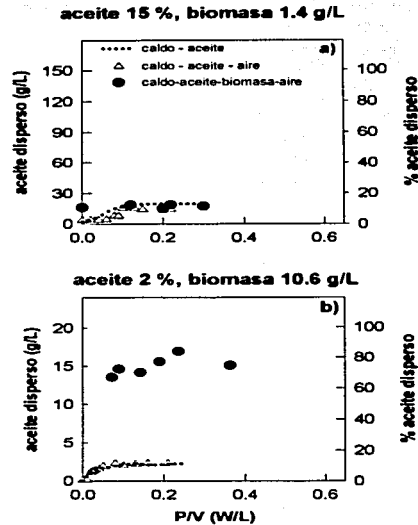 aceite 15 %, biomasa 1.4 g/L
a)
caldo - aceite
caldo - aceite - aire
caldo-aceite-biomasa-aire
aceite disperso (g/L)
150
120
90
60
30
0
% aceite disperso
100
80
60
40
20
0
0.0 0.2 0.4 0.6
aceite 2 %, biomasa 10.6 g/L
b)
aceite disperso (g/L)
20
15
10
5
0
% aceite disperso
100
80
60
40
20
0
0.0 0.2 0.4 0.6
P/V (W/L)